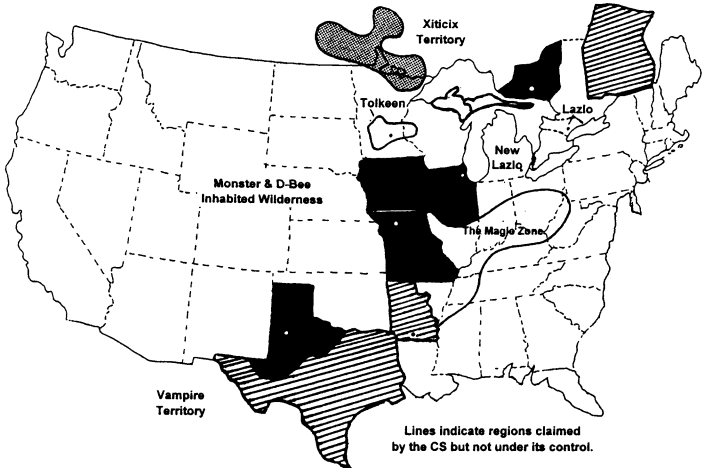 Xiticix
Territory
Tolkeen
Lazlo
New
Lazlo
Monster & D-Bee
Inhabited Wilderness
The Magic Zone
Vampire
Territory
Lines indicate regions claimed
by the CS but not under its control.